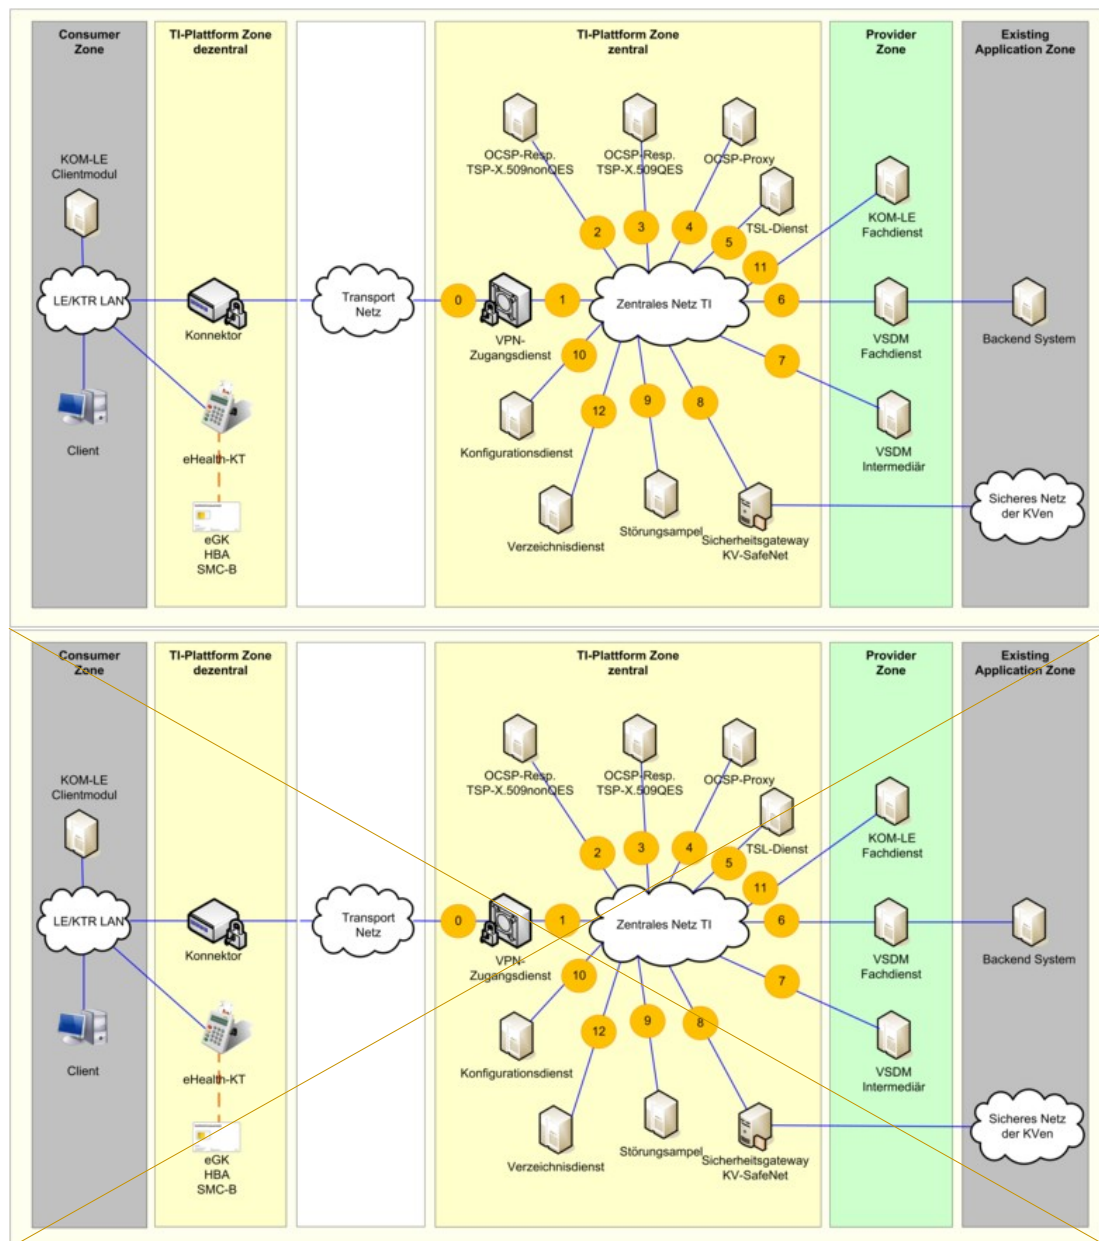 Consumer
Zone
TI-Plattform Zone
dezentral
TI-Plattform Zone
zentral
Provider
Zone
Existing
Application Zone
OCSP-Resp.
TSP-X.509nonQES
OCSP-Resp.
TSP-X.509QES
OCSP-Proxy
KOM-LE
Clientmodul
TSL-Dienst
KOM-LE
Fachdienst
2
3
4
5
11
LE/KTR LAN
Konnektor
Transport
Netz
0
VPN-
Zugangsdienst
1
Zentrales Netz TI
6
VSDM
Fachdienst
Backend System
10
7
12
9
8
Client
eHealth-KT
Konfigurationsdienst
VSDM
Intermediär
Sicheres Netz
der KVen
eGK
HBA
SMC-B
Verzeichnisdienst
Störungsampel
Sicherheitsgateway
KV-SafeNet
Consumer
Zone
TI-Plattform Zone
dezentral
TI-Plattform Zone
zentral
Provider
Zone
Existing
Application Zone
OCSP-Resp.
TSP-X.509nonQES
OCSP-Resp.
TSP-X.509QES
OCSP-Proxy
KOM-LE
Clientmodul
TSL-Dienst
KOM-LE
Fachdienst
2
3
4
5
11
LE/KTR LAN
Konnektor
Transport
Netz
0
VPN-
Zugangsdienst
1
Zentrales Netz TI
6
VSDM
Fachdienst
Backend System
10
7
12
9
8
Client
eHealth-KT
Konfigurationsdienst
VSDM
Intermediär
Sicheres Netz
der KVen
eGK
HBA
SMC-B
Verzeichnisdienst
Störungsampel
Sicherheitsgateway
KV-SafeNet